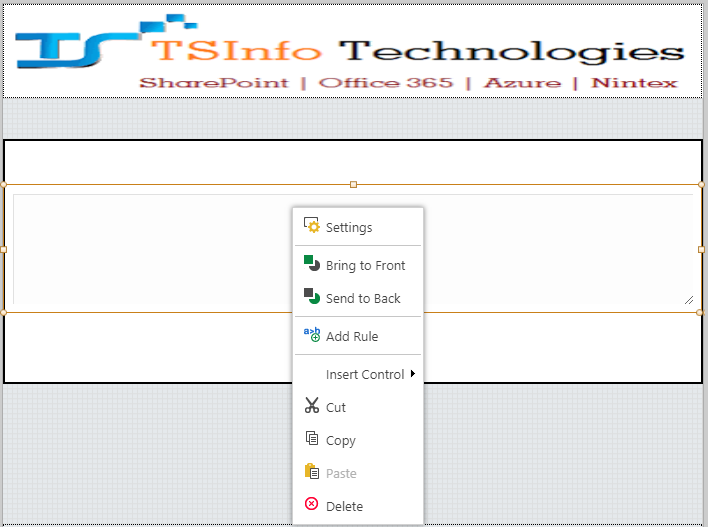 TSInfo Technologies
SharePoint | Office 365 | Azure | Nintex
Settings
Bring to Front
Send to Back
a>b Add Rule
Insert Control
Cut
Copy
Paste
Delete